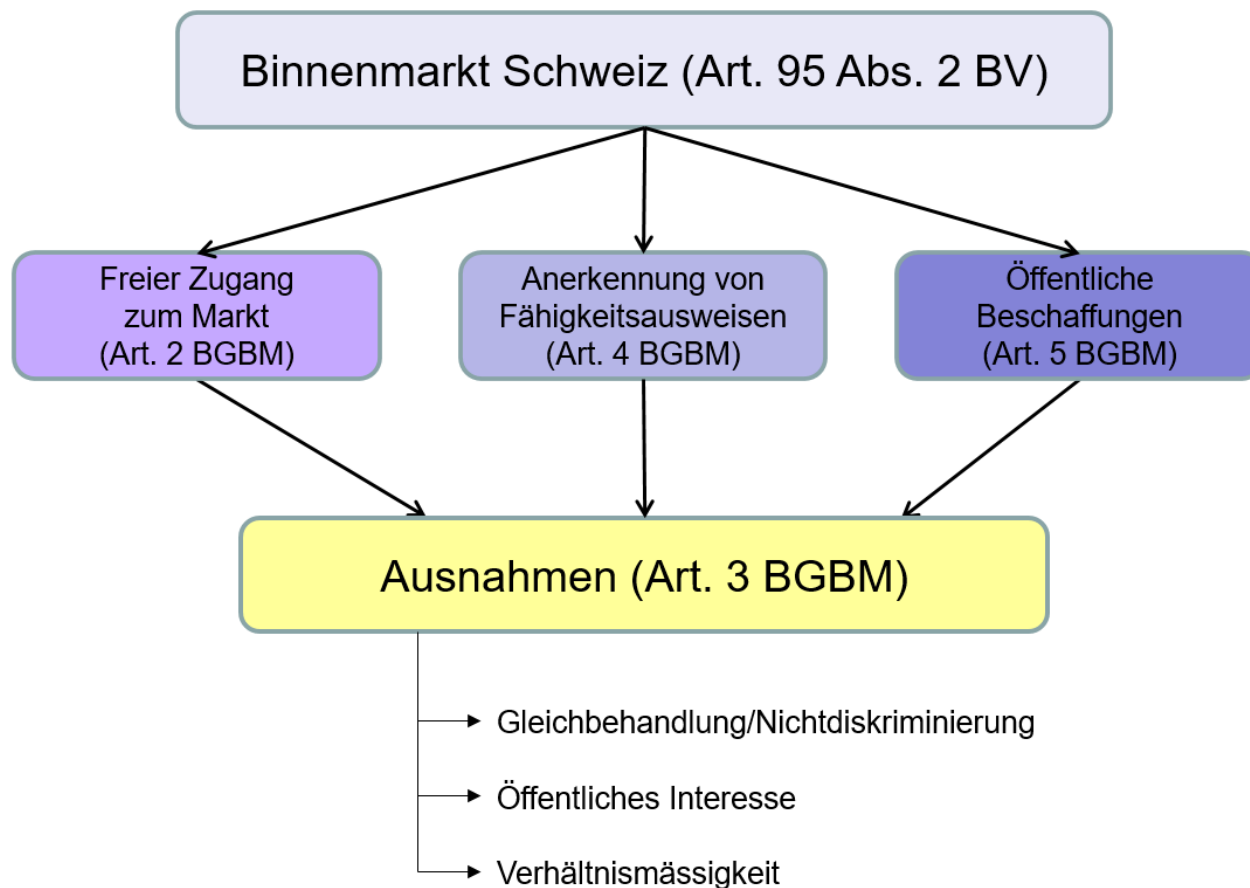 Binnenmarkt Schweiz (Art. 95 Abs. 2 BV)
Freier Zugang
zum Markt
(Art. 2 BGBM)
Anerkennung von
Fähigkeitsausweisen
(Art. 4 BGBM)
Öffentliche
Beschaffungen
(Art. 5 BGBM)
Ausnahmen (Art. 3 BGBM)
Gleichbehandlung/Nichtdiskriminierung
Öffentliches Interesse
Verhältnismässigkeit